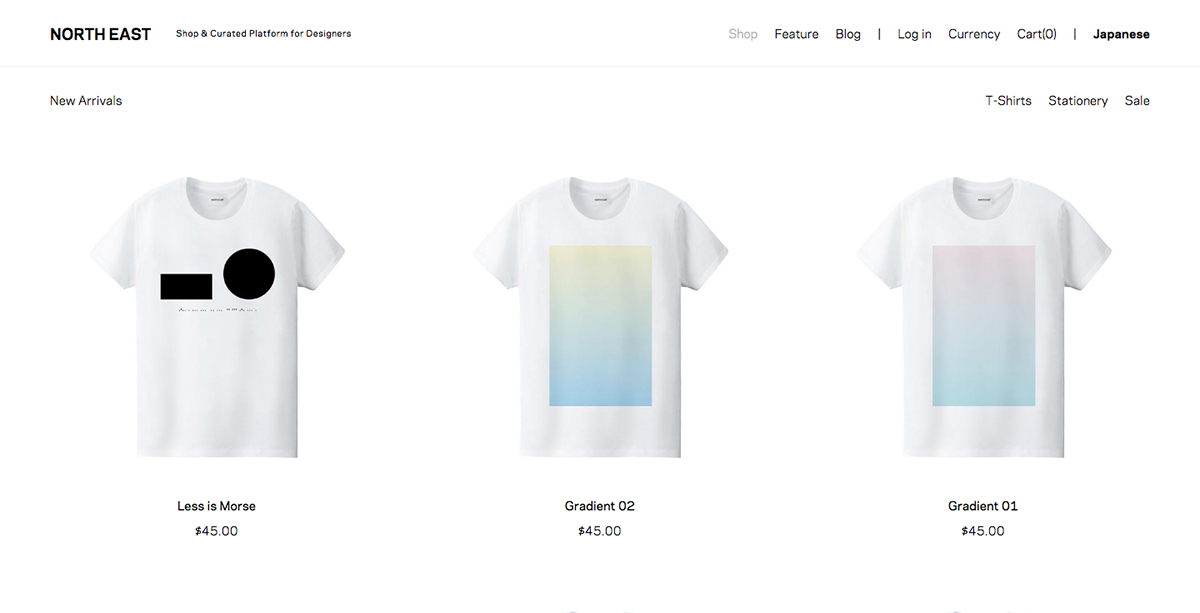 NORTH EAST
Shop & Curated Platform for Designers
Shop Feature Blog | Log in Currency Cart(0) | Japanese
New Arrivals
T-Shirts Stationery Sale
Less is Morse
$45.00
Gradient 02
$45.00
Gradient 01
$45.00